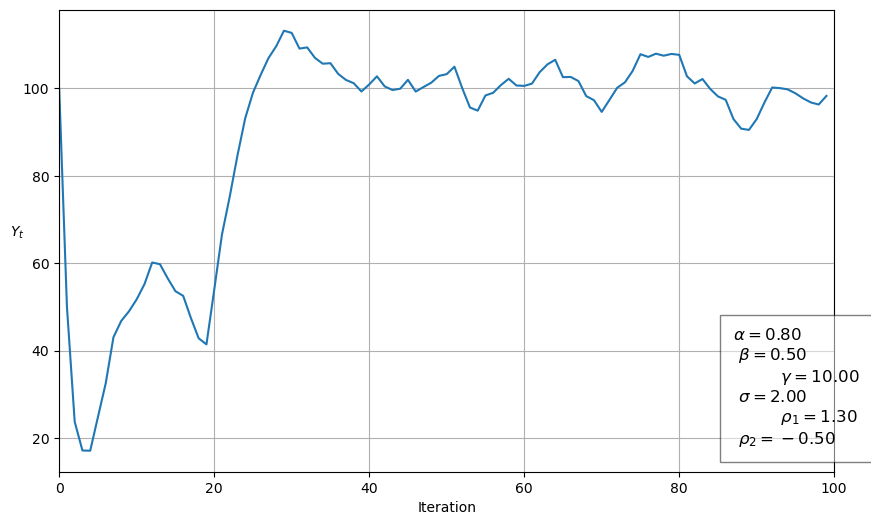 100
80
60
40
20
Y_t
0 20 40 60 80 100
Iteration
α = 0.80
β = 0.50
γ = 10.00
σ = 2.00
ρ_1 = 1.30
ρ_2 = −0.50